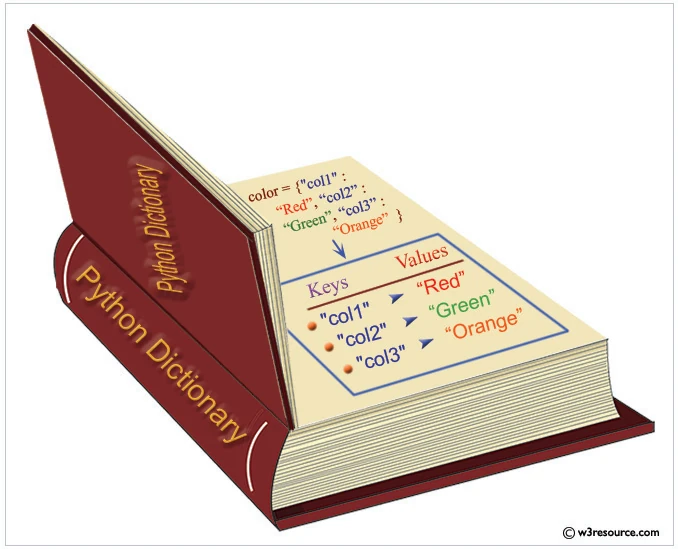 Python Dictionary
Python Dictionary
color = {"col1" :
“Red”, “col2” :
“Green”, “col3” :
“Orange” }
Keys Values
"col1" “Red”
"col2" “Green”
"col3" “Orange”
© w3resource.com